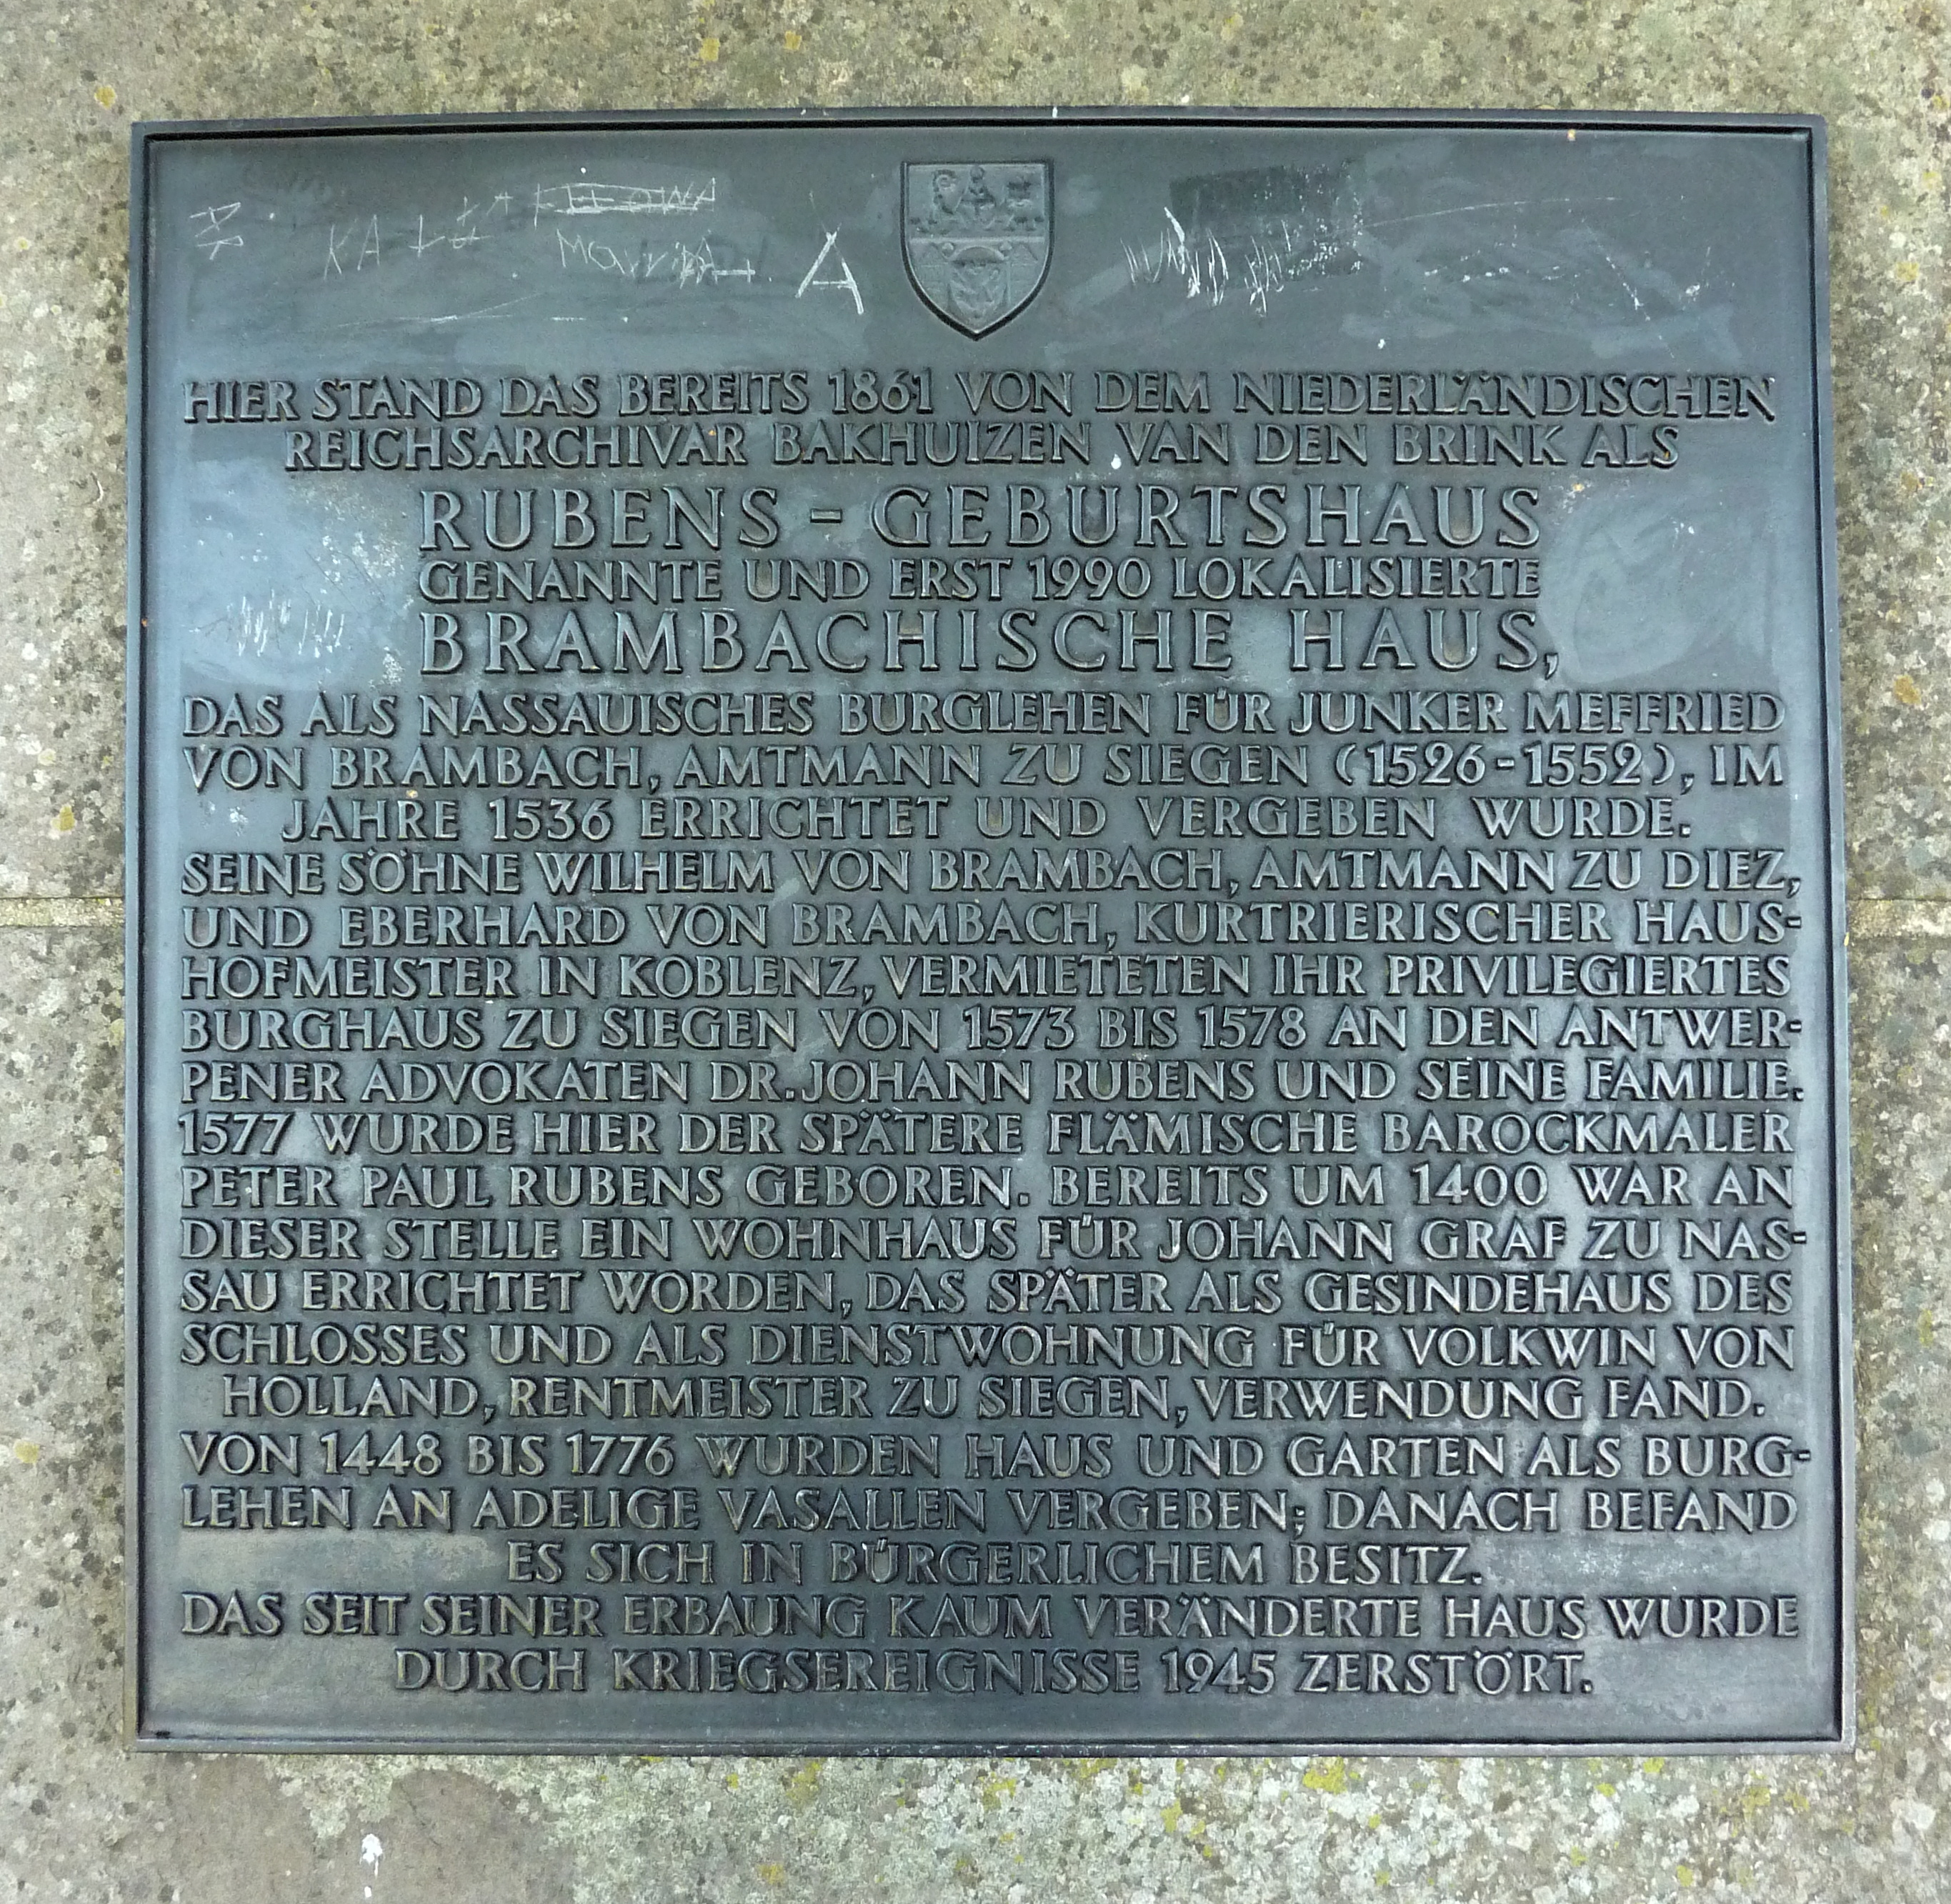 HIER STAND DAS BEREITS 1861 VON DEM NIEDERLÄNDISCHEN
REICHSARCHIVAR BAKHUIZEN VAN DEN BRINK ALS
RUBENS - GEBURTSHAUS
GENANNTE UND ERST 1990 LOKALISIERTE
BRAMBACHISCHE HAUS,
DAS ALS NASSAUISCHES BURGLEHEN FÜR JUNKER MEFFRIED
VON BRAMBACH, AMTMANN ZU SIEGEN (1526-1552), IM
JAHRE 1536 ERRICHTET UND VERGEBEN WURDE.
SEINE SÖHNE WILHELM VON BRAMBACH, AMTMANN ZU DIEZ,
UND EBERHARD VON BRAMBACH, KURTRIERISCHER HAUS-
HOFMEISTER IN KOBLENZ, VERMIETETEN IHR PRIVILEGIERTES
BURGHAUS ZU SIEGEN VON 1573 BIS 1578 AN DEN ANTWER-
PENER ADVOKATEN DR. JOHANN RUBENS UND SEINE FAMILIE.
1577 WURDE HIER DER SPÄTERE FLÄMISCHE BAROCKMALER
PETER PAUL RUBENS GEBOREN. BEREITS UM 1400 WAR AN
DIESER STELLE EIN WOHNHAUS FÜR JOHANN GRAF ZU NAS-
SAU ERRICHTET WORDEN, DAS SPÄTER ALS GESINDEHAUS DES
SCHLOSSES UND ALS DIENSTWOHNUNG FÜR VOLKWIN VON
HOLLAND, RENTMEISTER ZU SIEGEN, VERWENDUNG FAND.
VON 1448 BIS 1776 WURDEN HAUS UND GARTEN ALS BURG-
LEHEN AN ADELIGE VASALLEN VERGEBEN; DANACH BEFAND
ES SICH IN BÜRGERLICHEM BESITZ.
DAS SEIT SEINER ERBAUNG KAUM VERÄNDERTE HAUS WURDE
DURCH KRIEGSEREIGNISSE 1945 ZERSTÖRT.